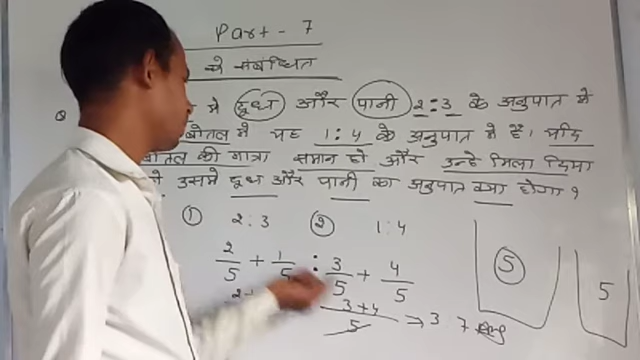 Part - 7
से संबंधित
Q में दूध और पानी 2 : 3 के अनुपात में
बोतल में यह 1 : 4 के अनुपात में है। यदि
बोतल की मात्रा समान हो और उन्हे मिला दिया
उसमे दूध और पानी का अनुपात क्या होगा ?
① 2 : 3 ② 1 : 4
2/5 + 1/5 : 3/5 + 4/5
3+4/5 → 3 7
5 5